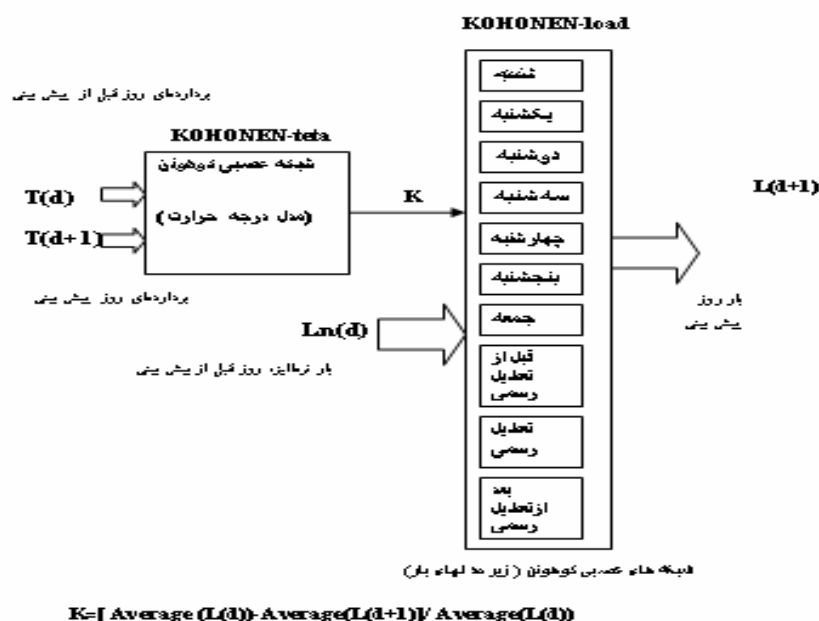 KOHONEN-load
شنبه
یکشنبه
دوشنبه
سه شنبه
چهارشنبه
پنجشنبه
جمعه
قبل از
تعطیل
رسمی
تعطیل
رسمی
بعد
ازتعطیل
رسمی
بردارهای روز قبل از پیش بینی
KOHONEN-teta
شبکه عصبی کوهونن
(مدل درجه حرارت)
T(d)
T(d+1)
بردارهای روز پیش بینی
K
Ln(d)
بار نرمالیزه روز قبل از پیش بینی
L(d+1)
بار روز
پیش بینی
شبکه های عصبی کوهونن (زیر مدلهای بار)
K=[ Average (L(d))-Average(L(d+1)]/ Average(L(d))